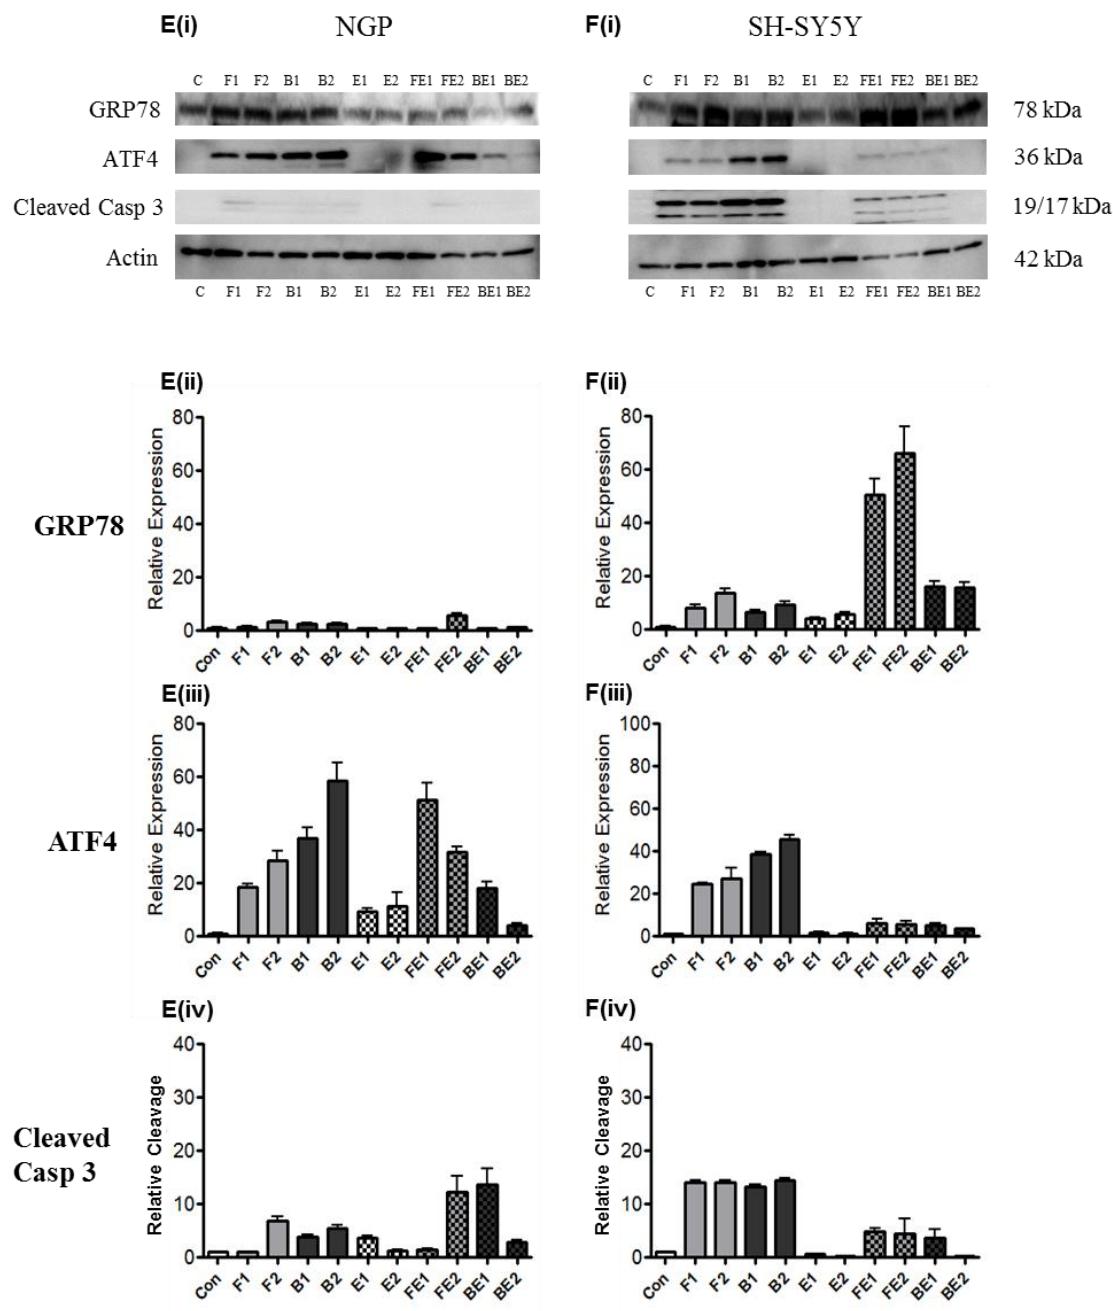 E(i) NGP F(i) SH-SY5Y
C F1 F2 B1 B2 E1 E2 FE1 FE2 BE1 BE2 C F1 F2 B1 B2 E1 E2 FE1 FE2 BE1 BE2
GRP78 78 kDa
ATF4 36 kDa
Cleaved Casp 3 19/17 kDa
Actin 42 kDa
C F1 F2 B1 B2 E1 E2 FE1 FE2 BE1 BE2 C F1 F2 B1 B2 E1 E2 FE1 FE2 BE1 BE2
E(ii) F(ii)
GRP78
Relative Expression
80
60
40
20
0
Con F1 F2 B1 B2 E1 E2 FE1 FE2 BE1 BE2
Relative Expression
80
60
40
20
0
Con F1 F2 B1 B2 E1 E2 FE1 FE2 BE1 BE2
E(iii) F(iii)
ATF4
Relative Expression
80
60
40
20
0
Con F1 F2 B1 B2 E1 E2 FE1 FE2 BE1 BE2
Relative Expression
100
80
60
40
20
0
Con F1 F2 B1 B2 E1 E2 FE1 FE2 BE1 BE2
E(iv) F(iv)
Cleaved
Casp 3
Relative Cleavage
40
30
20
10
0
Con F1 F2 B1 B2 E1 E2 FE1 FE2 BE1 BE2
Relative Cleavage
40
30
20
10
0
Con F1 F2 B1 B2 E1 E2 FE1 FE2 BE1 BE2